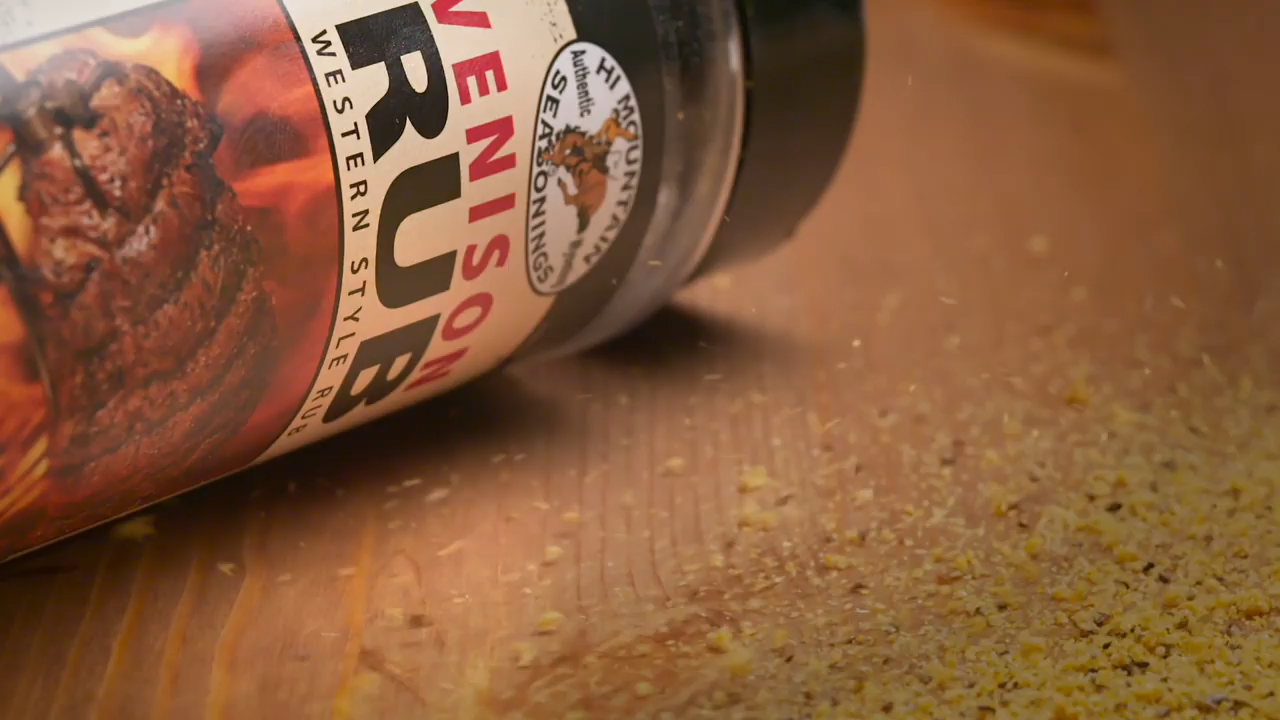 HI MOUNTAIN
Authentic
SEASONINGS
VENISON
RUB
WESTERN STYLE RUB